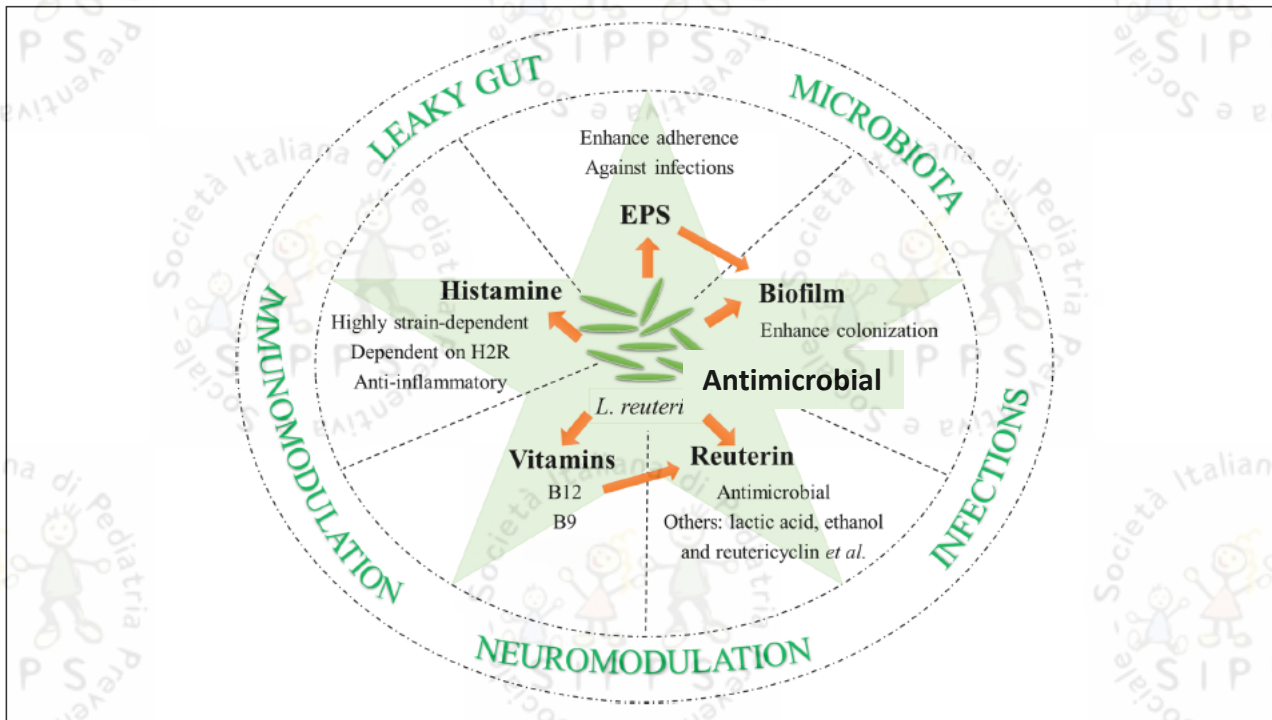 LEAKY GUT
MICROBIOTA
Enhance adherence
Against infections
EPS
Histamine
Highly strain-dependent
Dependent on H2R
Anti-inflammatory
Biofilm
Enhance colonization
Antimicrobial
L. reuteri
Vitamins
B12
B9
Reuterin
Antimicrobial
Others: lactic acid, ethanol
and reutericyclin et al.
IMMUNOMODULATION
INFECTIONS
NEUROMODULATION
Società Italiana di Pediatria Preventiva e Sociale
SIPPS